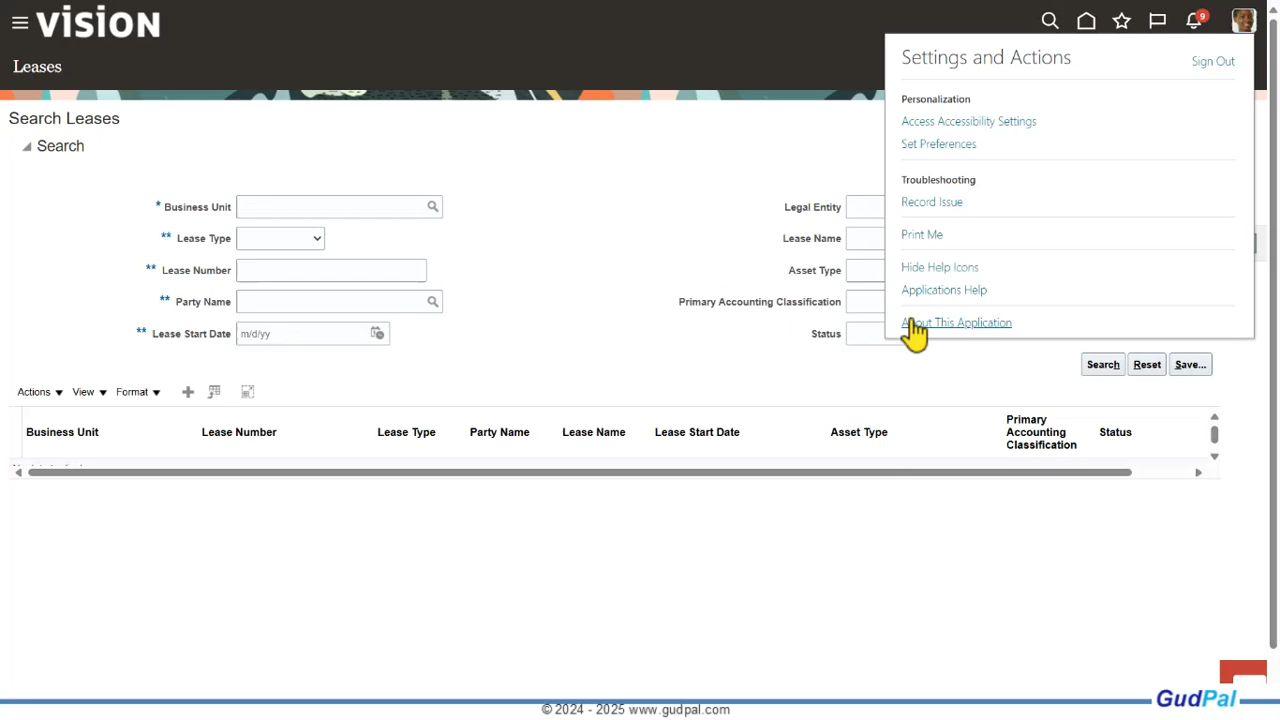 VISION
9
Leases
Settings and Actions
Sign Out
Personalization
Access Accessibility Settings
Set Preferences
Troubleshooting
Record Issue
Print Me
Hide Help Icons
Applications Help
About This Application
Search Leases
Search
* Business Unit
** Lease Type
** Lease Number
** Party Name
** Lease Start Date m/d/yy
Legal Entity
Lease Name
Asset Type
Primary Accounting Classification
Status
Search Reset Save...
Actions View Format
Business Unit Lease Number Lease Type Party Name Lease Name Lease Start Date Asset Type Primary Accounting Classification Status
GudPal
© 2024 - 2025 www.gudpal.com